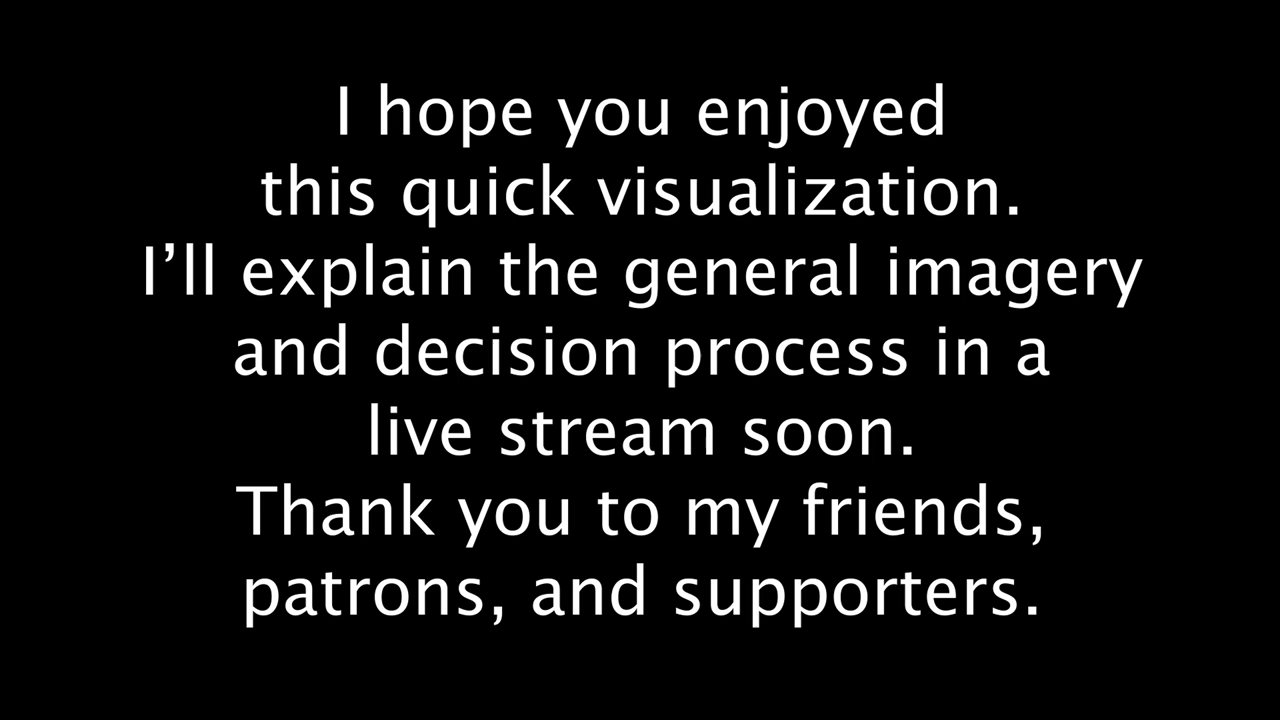 I hope you enjoyed
this quick visualization.
I’ll explain the general imagery
and decision process in a
live stream soon.
Thank you to my friends,
patrons, and supporters.